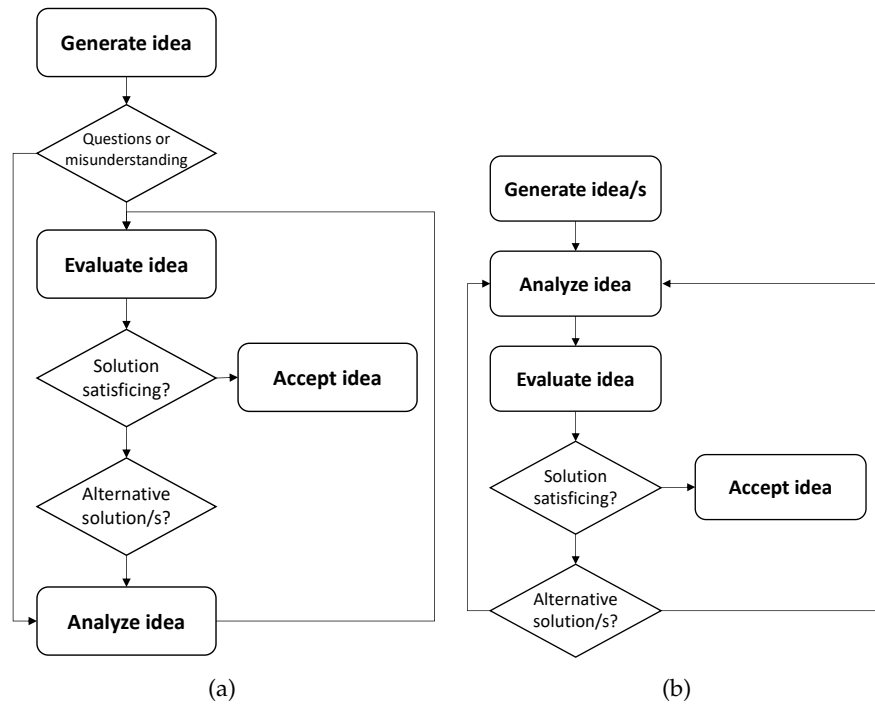 Generate idea
Questions or
misunderstanding
Evaluate idea
Solution
satisficing?
Accept idea
Alternative
solution/s?
Analyze idea
(a)
Generate idea/s
Analyze idea
Evaluate idea
Solution
satisficing?
Accept idea
Alternative
solution/s?
(b)